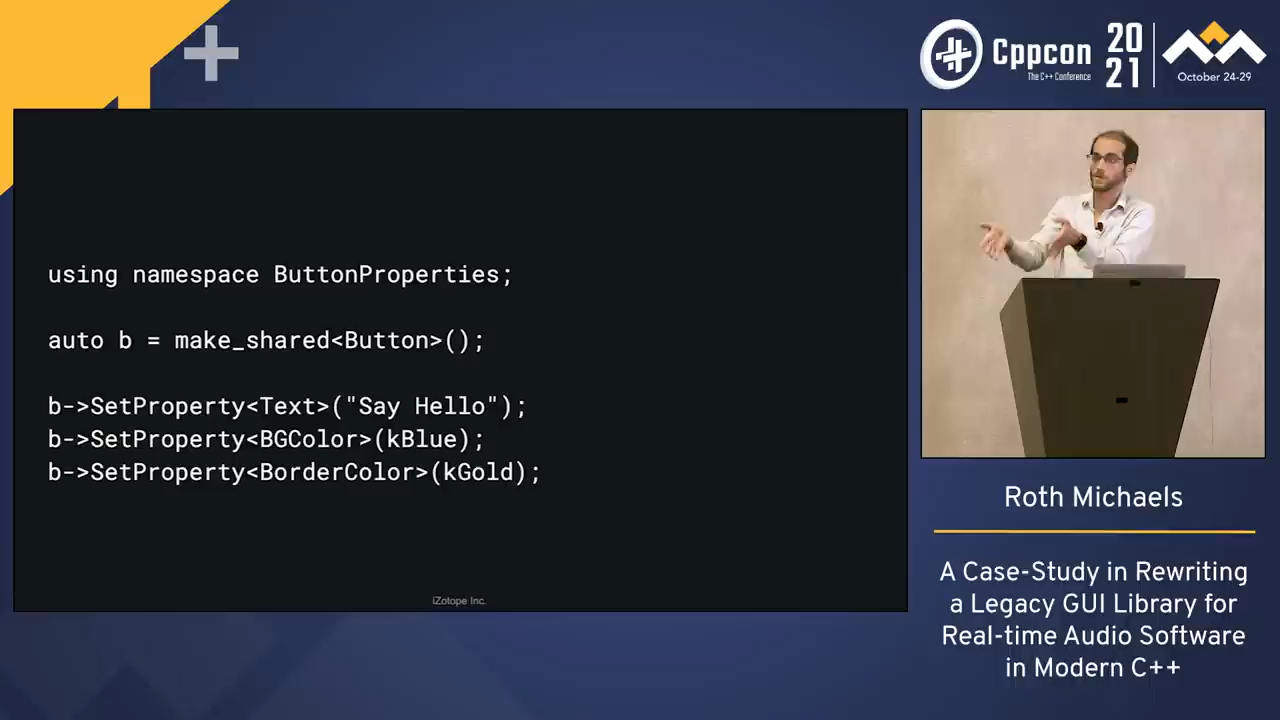 Cppcon
The C++ Conference
20
21
October 24-29
using namespace ButtonProperties;
auto b = make_shared<Button>();
b->SetProperty<Text>("Say Hello");
b->SetProperty<BGColor>(kBlue);
b->SetProperty<BorderColor>(kGold);
iZotope Inc.
Roth Michaels
A Case-Study in Rewriting
a Legacy GUI Library for
Real-time Audio Software
in Modern C++